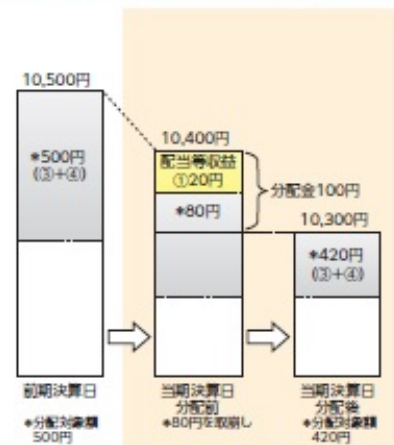 10,500円
*500円
(③+④)
10,400円
配当等収益
①20円
*80円
分配金100円
10,300円
*420円
(③+④)
前期決算日
*分配対象額
500円
当期決算日
分配前
*80円を取崩し
当期決算日
分配後
*分配対象額
420円